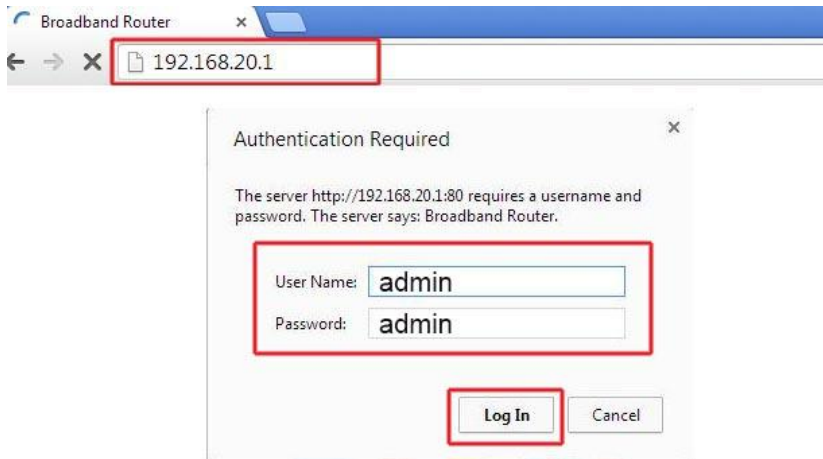 Broadband Router
192.168.20.1
Authentication Required
The server http://192.168.20.1:80 requires a username and
password. The server says: Broadband Router.
User Name: admin
Password: admin
Log In Cancel